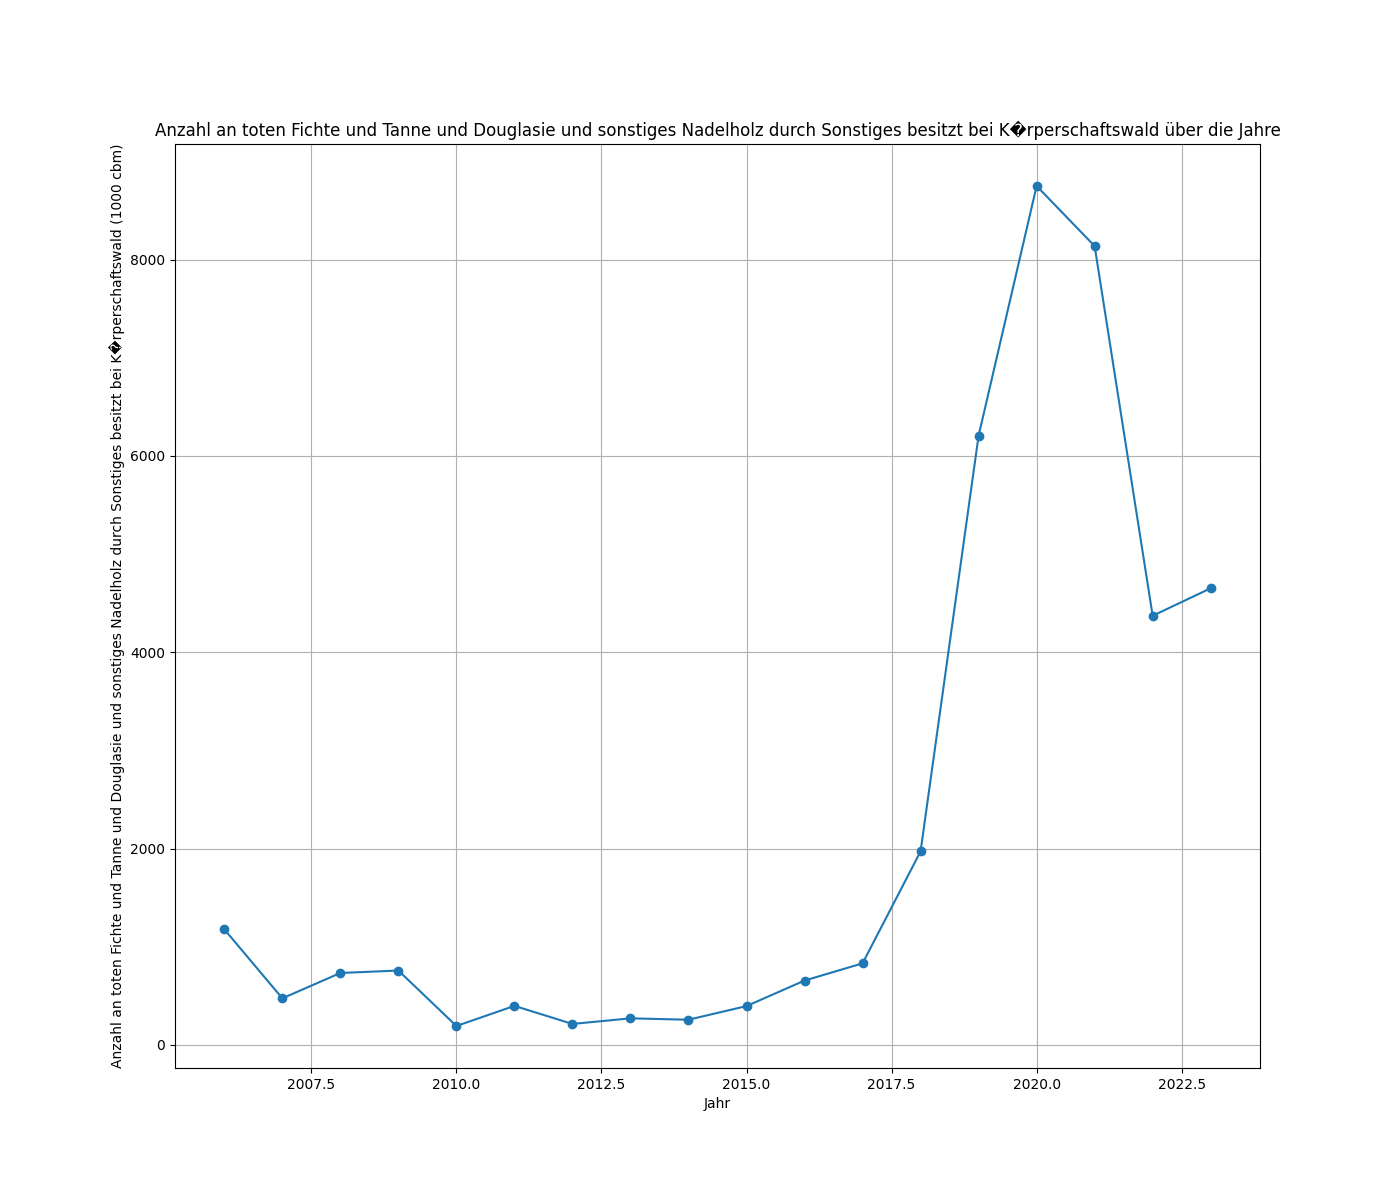 Anzahl an toten Fichte und Tanne und Douglasie und sonstiges Nadelholz durch Sonstiges besitzt bei K�rperschaftswald über die Jahre
Anzahl an toten Fichte und Tanne und Douglasie und sonstiges Nadelholz durch Sonstiges besitzt bei K�rperschaftswald (1000 cbm)
8000
6000
4000
2000
0
2007.5 2010.0 2012.5 2015.0 2017.5 2020.0 2022.5
Jahr